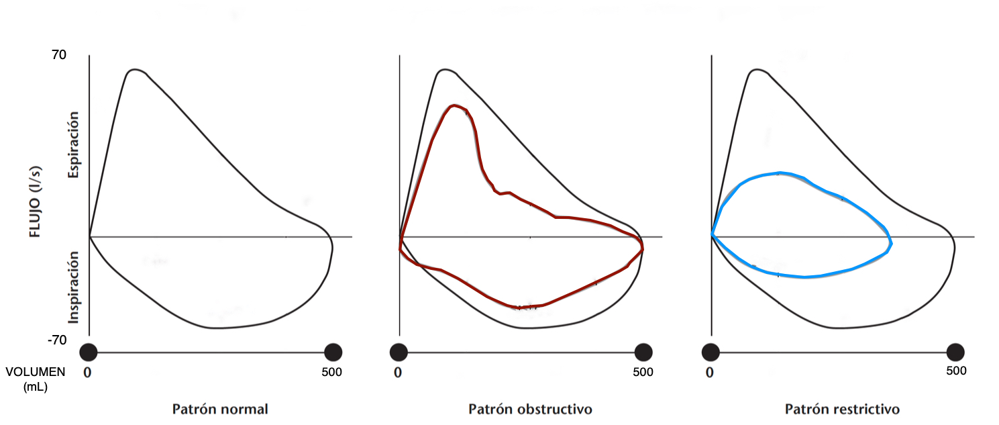 70
FLUJO (l/s)
Espiración
Inspiración
-70
VOLUMEN
(mL)
0
500
0
500
0
500
Patrón normal
Patrón obstructivo
Patrón restrictivo